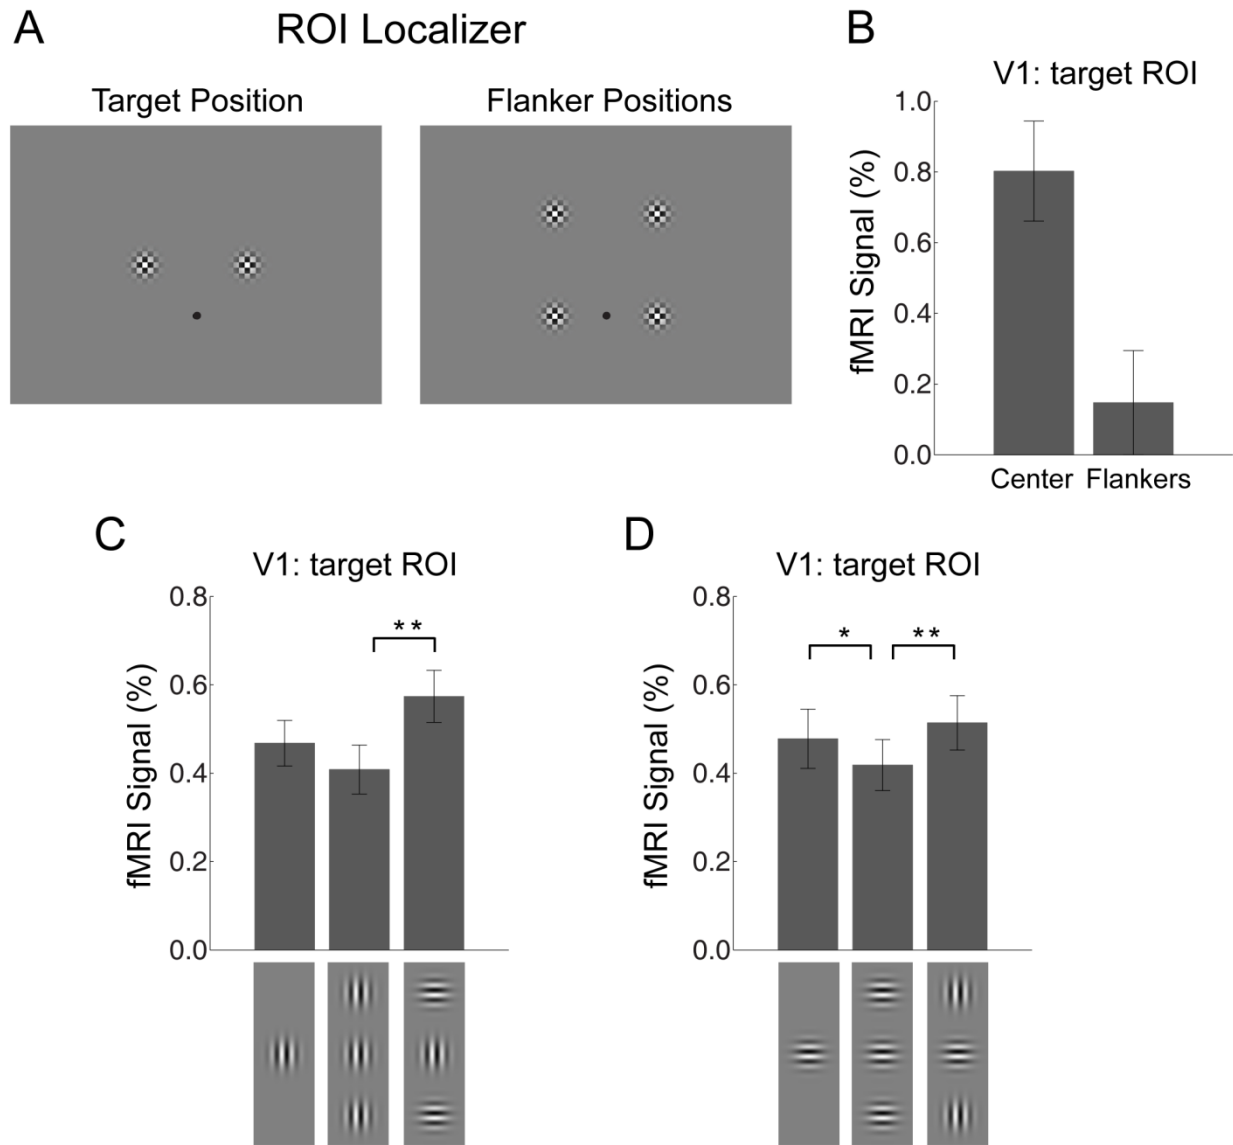 A
ROI Localizer
Target Position
Flanker Positions
B
V1: target ROI
fMRI Signal (%)
1.0
0.8
0.6
0.4
0.2
0.0
Center Flankers
C
V1: target ROI
fMRI Signal (%)
0.8
0.6
0.4
0.2
0.0
**
D
V1: target ROI
fMRI Signal (%)
0.8
0.6
0.4
0.2
0.0
*
**